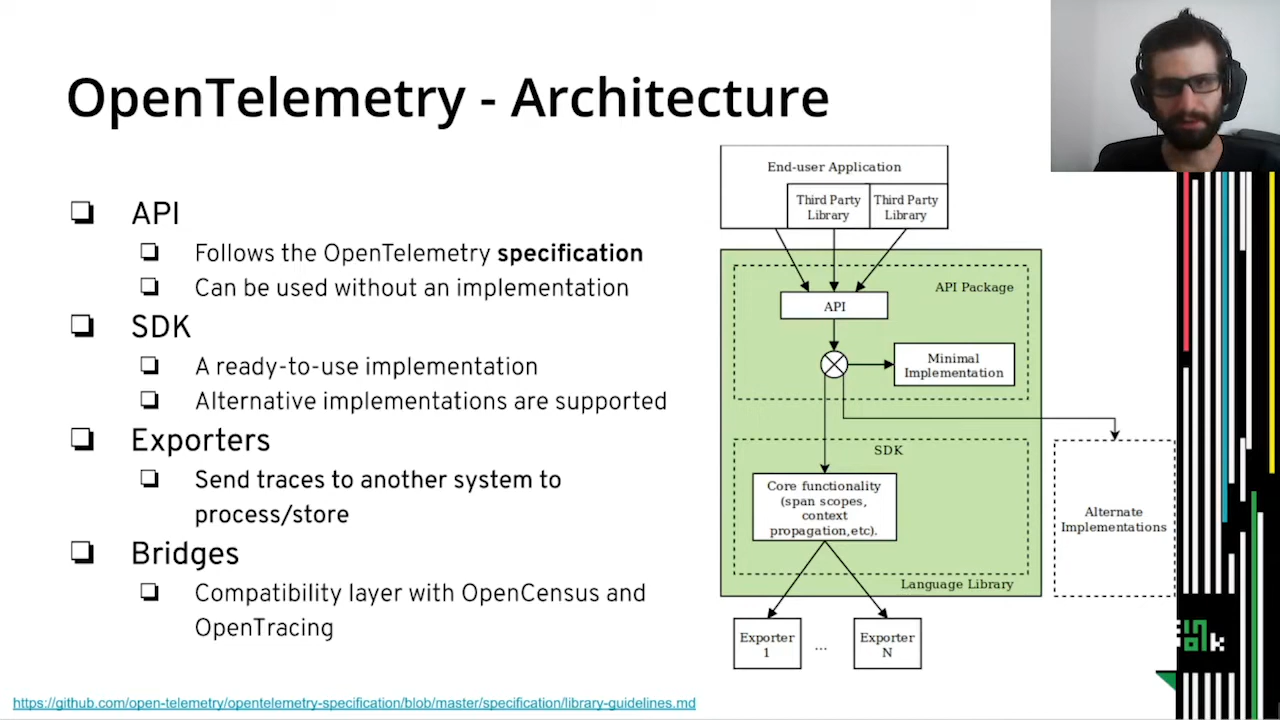 OpenTelemetry - Architecture
API
Follows the OpenTelemetry specification
Can be used without an implementation
SDK
A ready-to-use implementation
Alternative implementations are supported
Exporters
Send traces to another system to
process/store
Bridges
Compatibility layer with OpenCensus and
OpenTracing
End-user Application
Third Party
Library
Third Party
Library
API Package
API
Minimal
Implementation
SDK
Core functionality
(span scopes,
context
propagation,etc).
Alternate
Implementations
Language Library
Exporter
1
...
Exporter
N
https://github.com/open-telemetry/opentelemetry-specification/blob/master/specification/library-guidelines.md